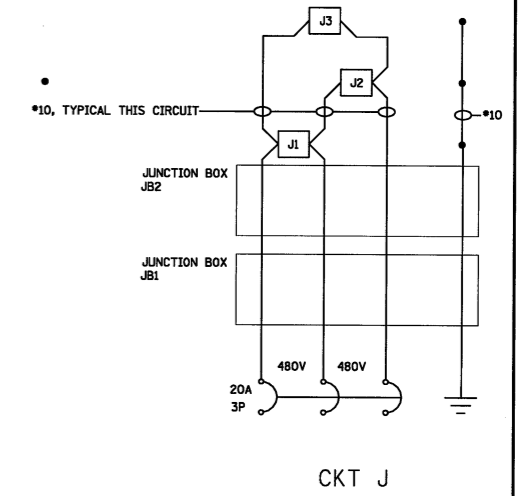 J3
J2
*10, TYPICAL THIS CIRCUIT
*10
J1
JUNCTION BOX
JB2
JUNCTION BOX
JB1
480V 480V
20A
3P
CKT J